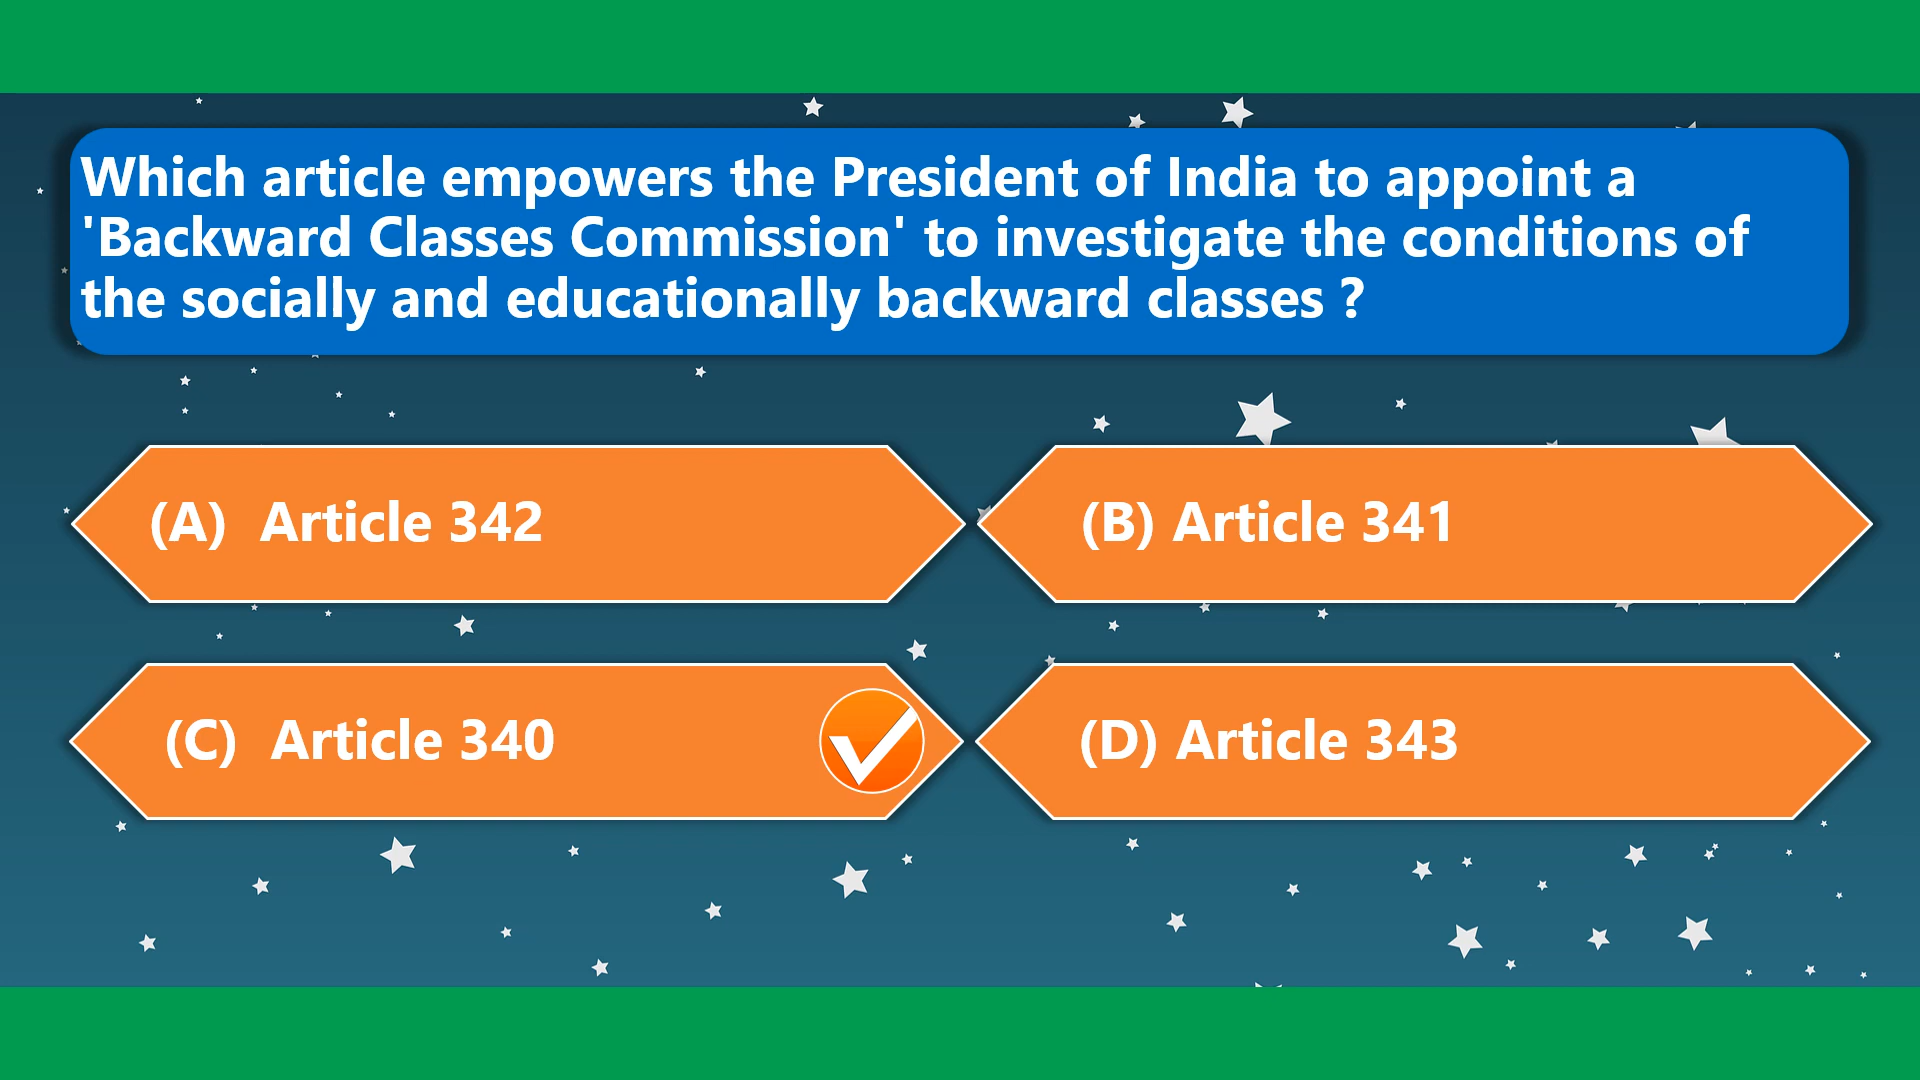 Which article empowers the President of India to appoint a
'Backward Classes Commission' to investigate the conditions of
the socially and educationally backward classes ?
(A) Article 342
(B) Article 341
(C) Article 340
(D) Article 343